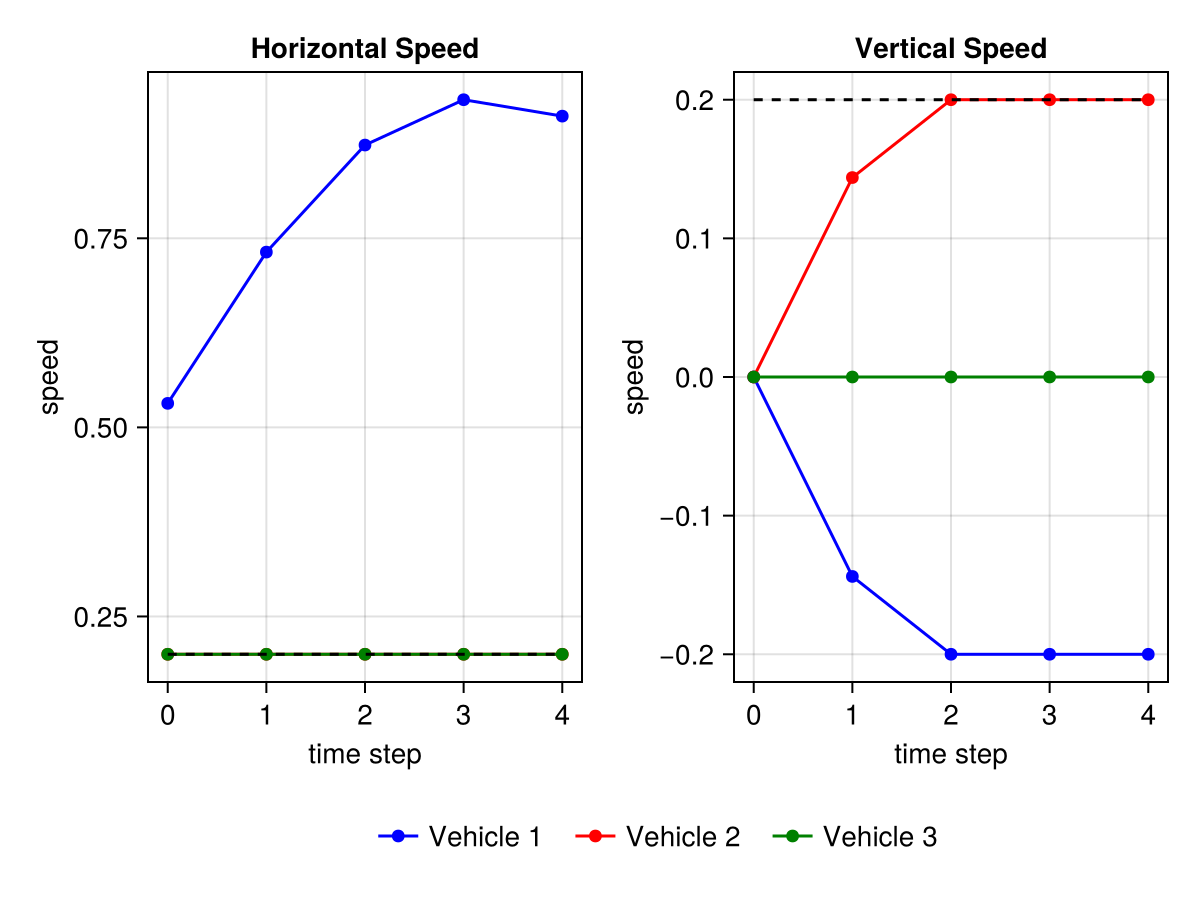 Horizontal Speed
0.75
0.50
0.25
speed
0 1 2 3 4
time step
Vertical Speed
0.2
0.1
0.0
−0.1
−0.2
speed
0 1 2 3 4
time step
Vehicle 1 Vehicle 2 Vehicle 3